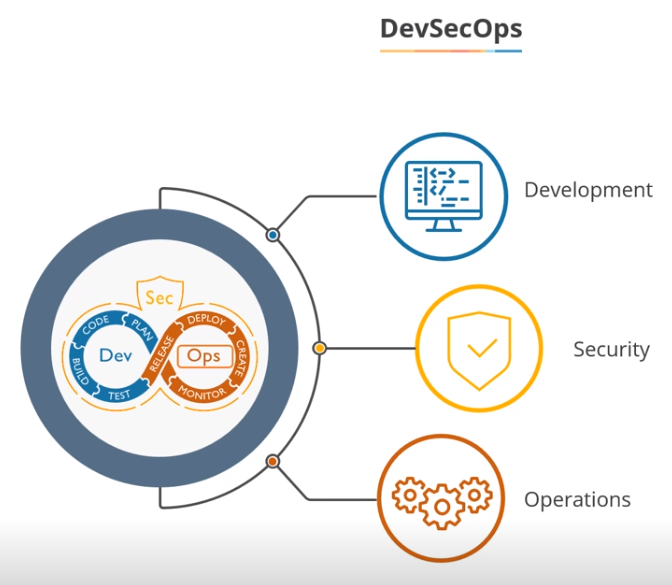 DevSecOps
Development
Sec
CODE
PLAN
DEPLOY
Dev
RELEASE
Ops
CREATE
BUILD
TEST
MONITOR
Security
Operations